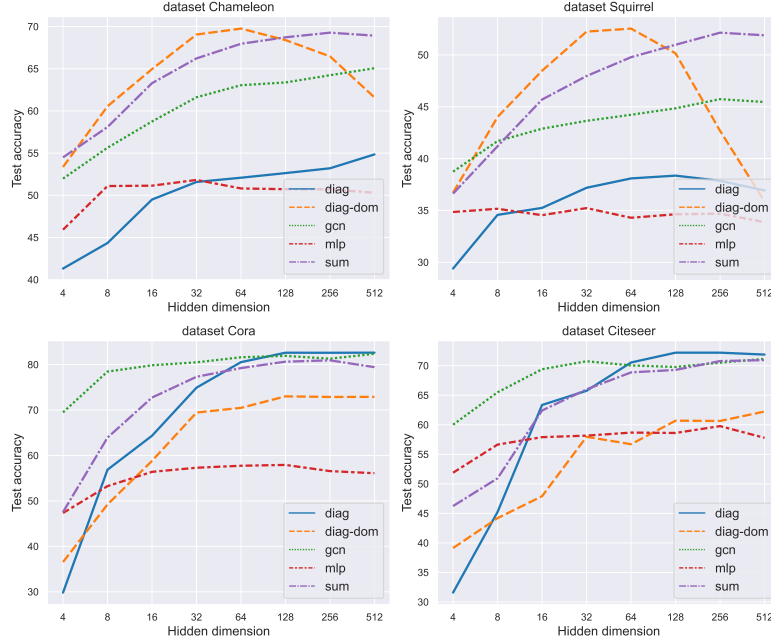 dataset Chameleon
Test accuracy
70
65
60
55
50
45
40
4 8 16 32 64 128 256 512
Hidden dimension
diag
diag-dom
gcn
mlp
sum
dataset Squirrel
Test accuracy
50
45
40
35
30
4 8 16 32 64 128 256 512
Hidden dimension
diag
diag-dom
gcn
mlp
sum
dataset Cora
Test accuracy
80
70
60
50
40
30
4 8 16 32 64 128 256 512
Hidden dimension
diag
diag-dom
gcn
mlp
sum
dataset Citeseer
Test accuracy
70
65
60
55
50
45
40
35
30
4 8 16 32 64 128 256 512
Hidden dimension
diag
diag-dom
gcn
mlp
sum